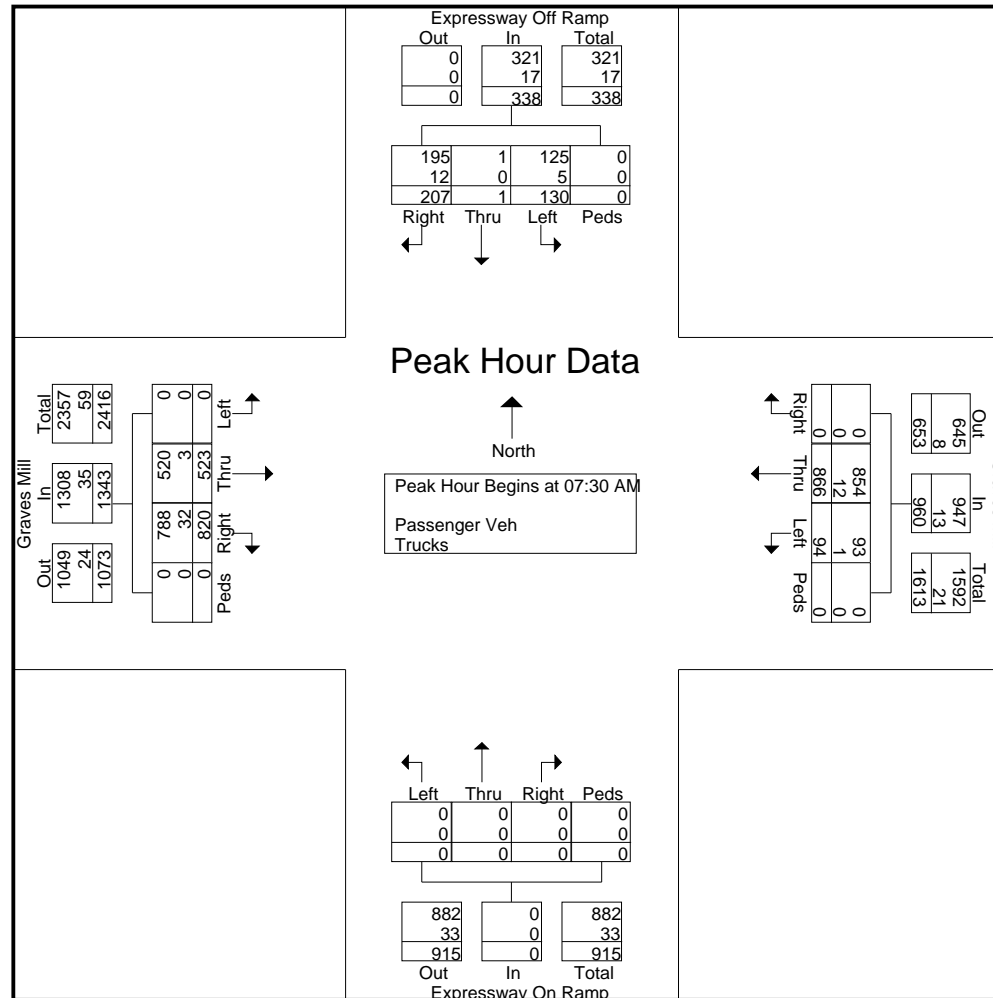 Expressway Off Ramp
Out In Total
0 321 321
0 17 17
0 338 338
195 1 125 0
12 0 5 0
207 1 130 0
Right Thru Left Peds
Peak Hour Data
North
Peak Hour Begins at 07:30 AM
Passenger Veh
Trucks
Graves Mill
Out In Total
1049 1308 2357
24 35 59
1073 1343 2416
Peds Right Thru Left
0 788 520 0
0 32 3 0
0 820 523 0
Right Thru Left Peds
0 854 93 0
0 12 1 0
0 866 94 0
Out In Total
645 947 1592
8 13 21
653 960 1613
Left Thru Right Peds
0 0 0 0
0 0 0 0
0 0 0 0
882 0 882
33 0 33
915 0 915
Out In Total
Expressway On Ramp